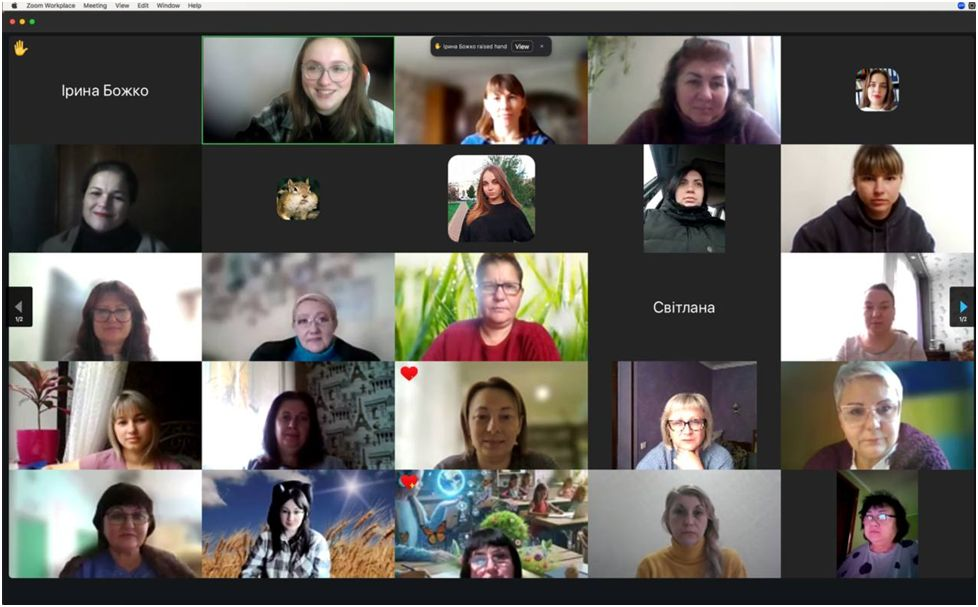 Zoom Workplace Meeting View Edit Window Help
Ірина Божко raised hand View ×
Ірина Божко
Світлана
1/2
1/2